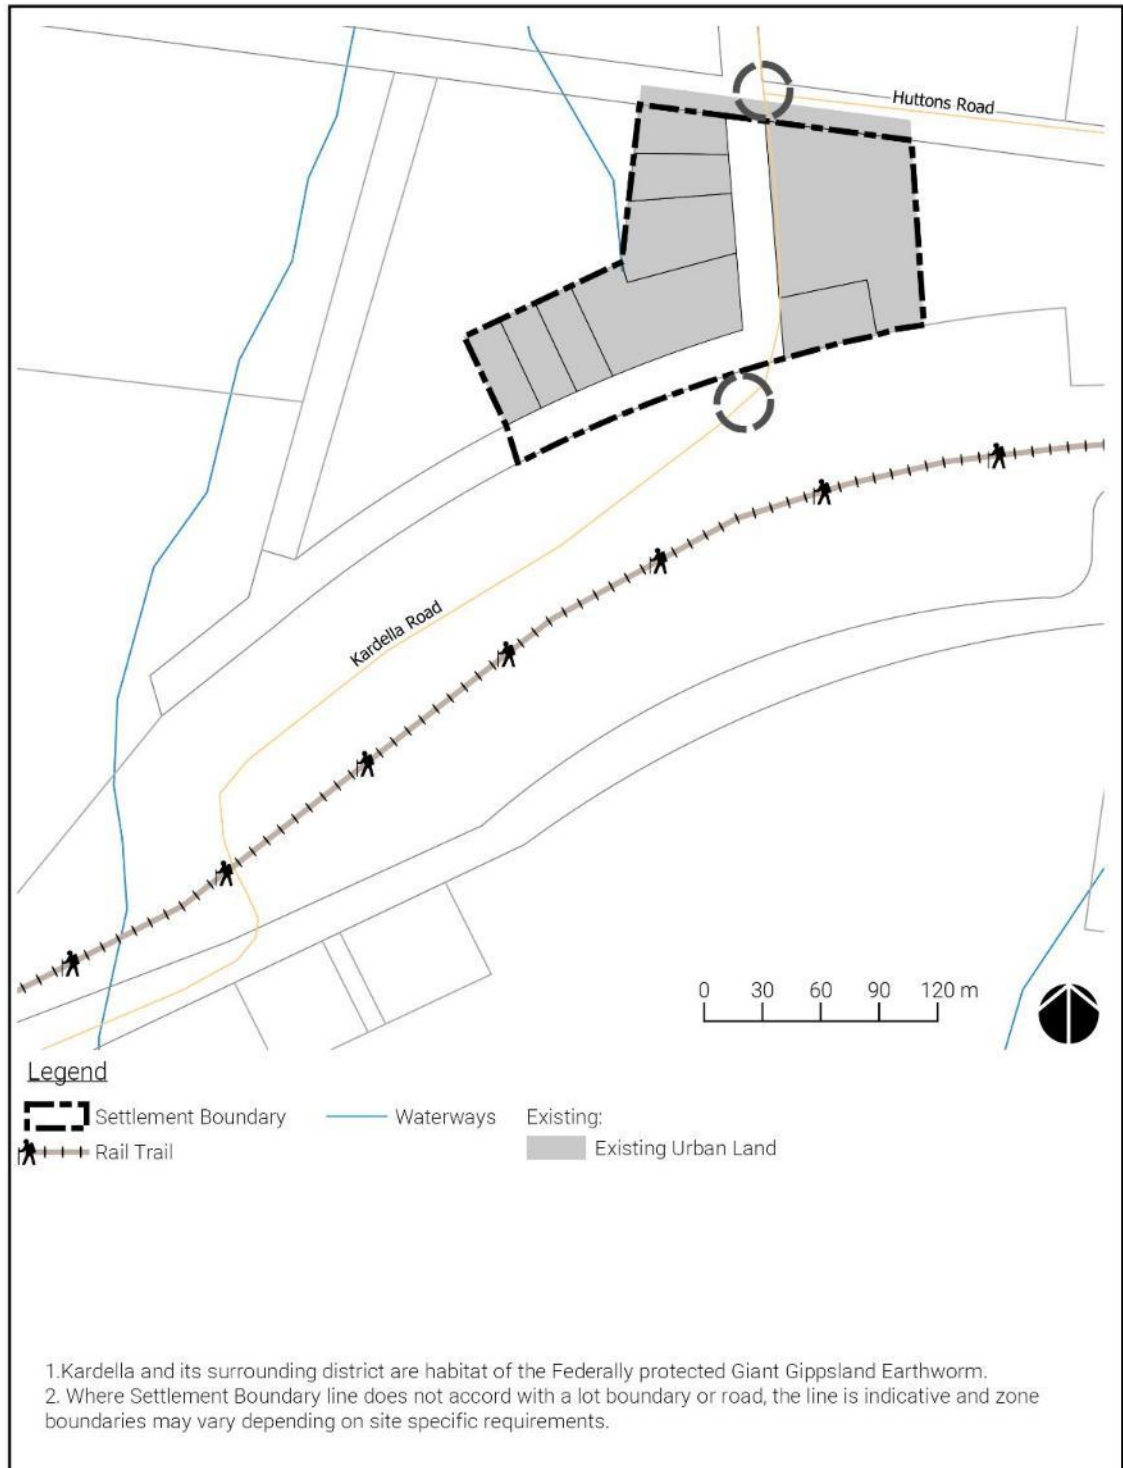 Huttons Road
Kardella Road
0 30 60 90 120 m
Legend
Settlement Boundary
Waterways
Existing:
Rail Trail
Existing Urban Land
1.Kardella and its surrounding district are habitat of the Federally protected Giant Gippsland Earthworm.
2. Where Settlement Boundary line does not accord with a lot boundary or road, the line is indicative and zone
boundaries may vary depending on site specific requirements.